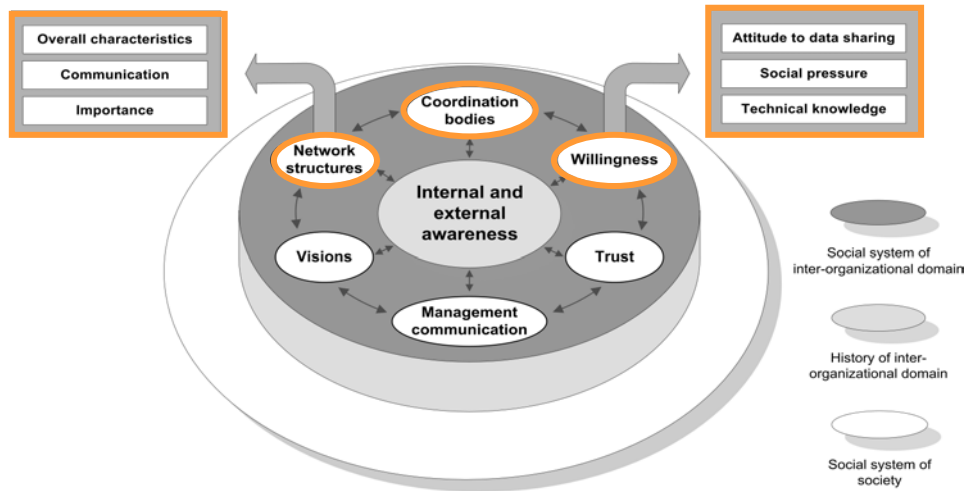 Overall characteristics
Communication
Importance
Attitude to data sharing
Social pressure
Technical knowledge
Coordination
bodies
Network
structures
Willingness
Internal and
external
awareness
Visions
Trust
Management
communication
Social system of
inter-organizational domain
History of inter-
organizational domain
Social system of
society